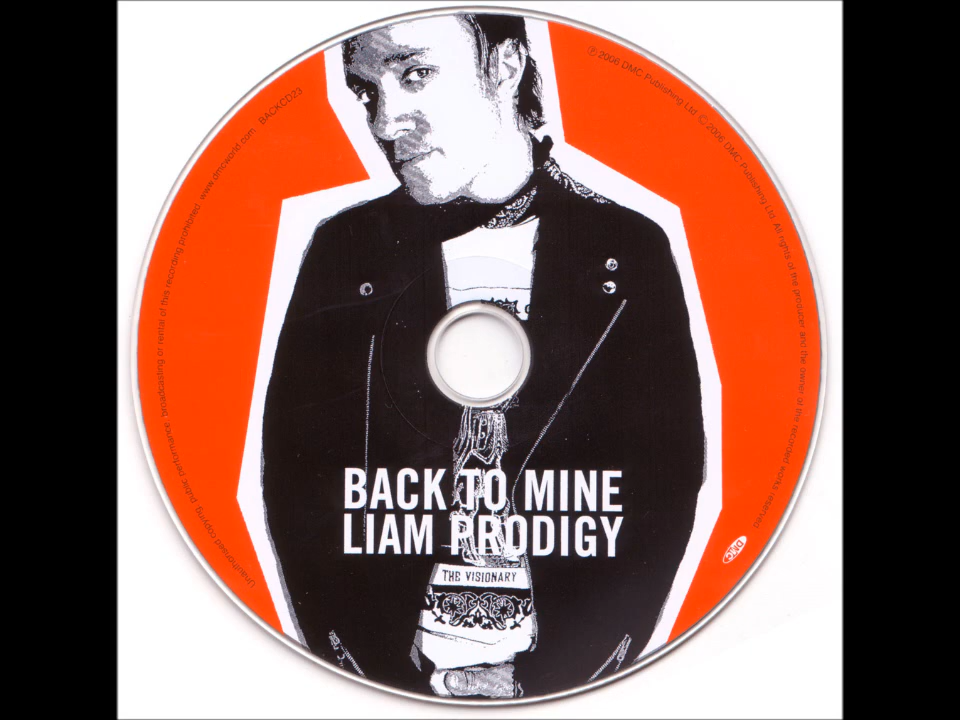 BACK TO MINE
LIAM PRODIGY
THE VISIONARY
Unauthorised copying, public performance, broadcasting or rental of this recording prohibited. www.dmcworld.com BACKCD23
℗ 2006 DMC Publishing Ltd. © 2006 DMC Publishing Ltd. All rights of the producer and the owner of the recorded works reserved
DMC